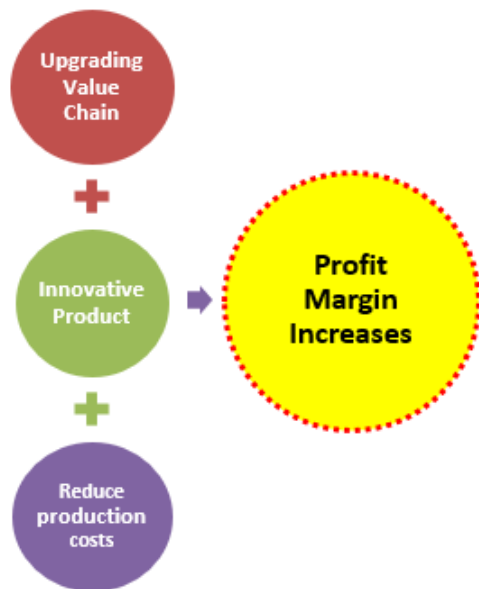 Upgrading
Value
Chain
Innovative
Product
Profit
Margin
Increases
Reduce
production
costs